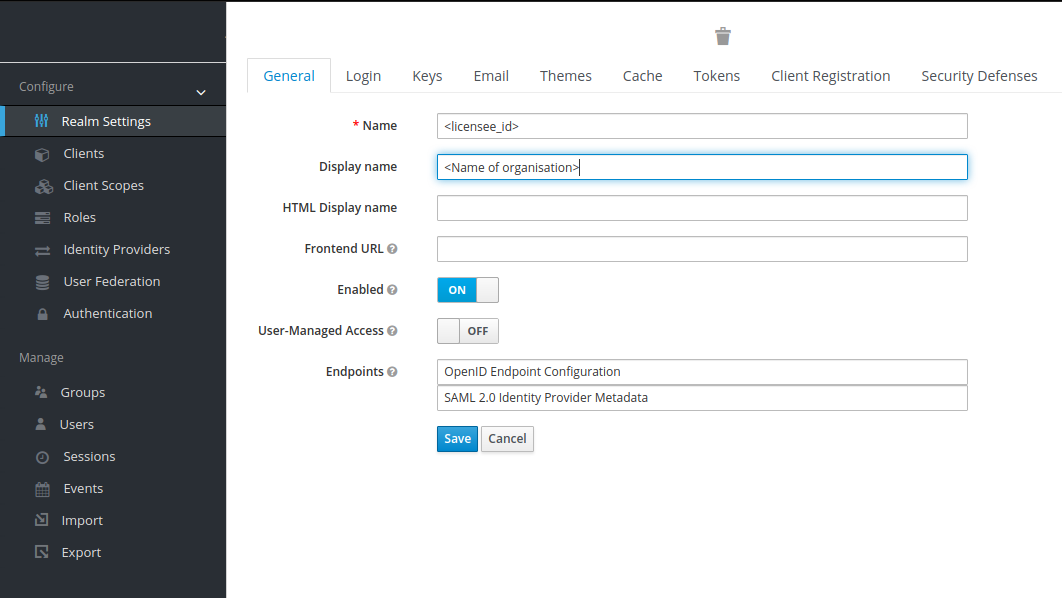 Configure
Realm Settings
Clients
Client Scopes
Roles
Identity Providers
User Federation
Authentication
Manage
Groups
Users
Sessions
Events
Import
Export
General Login Keys Email Themes Cache Tokens Client Registration Security Defenses
* Name <licensee_id>
Display name <Name of organisation>
HTML Display name
Frontend URL ?
Enabled ? ON
User-Managed Access ? OFF
Endpoints ? OpenID Endpoint Configuration
SAML 2.0 Identity Provider Metadata
Save Cancel